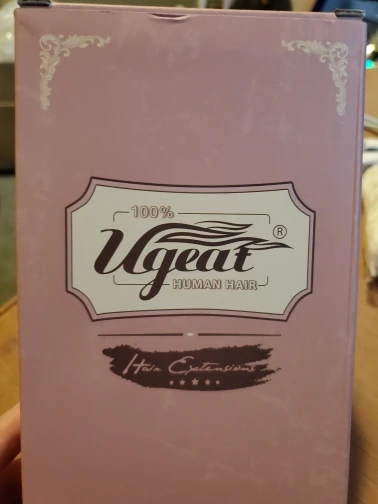 100%
Ugeat®
HUMAN HAIR
Hair Extensions